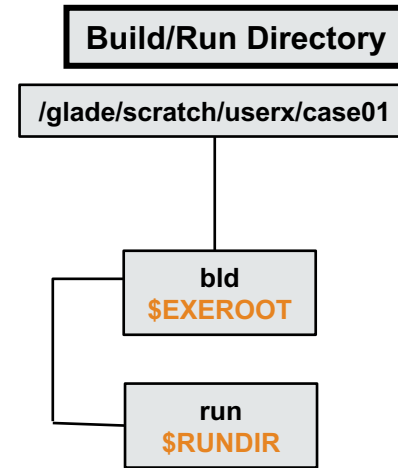 Build/Run Directory
/glade/scratch/userx/case01
bld
$EXEROOT
run
$RUNDIR